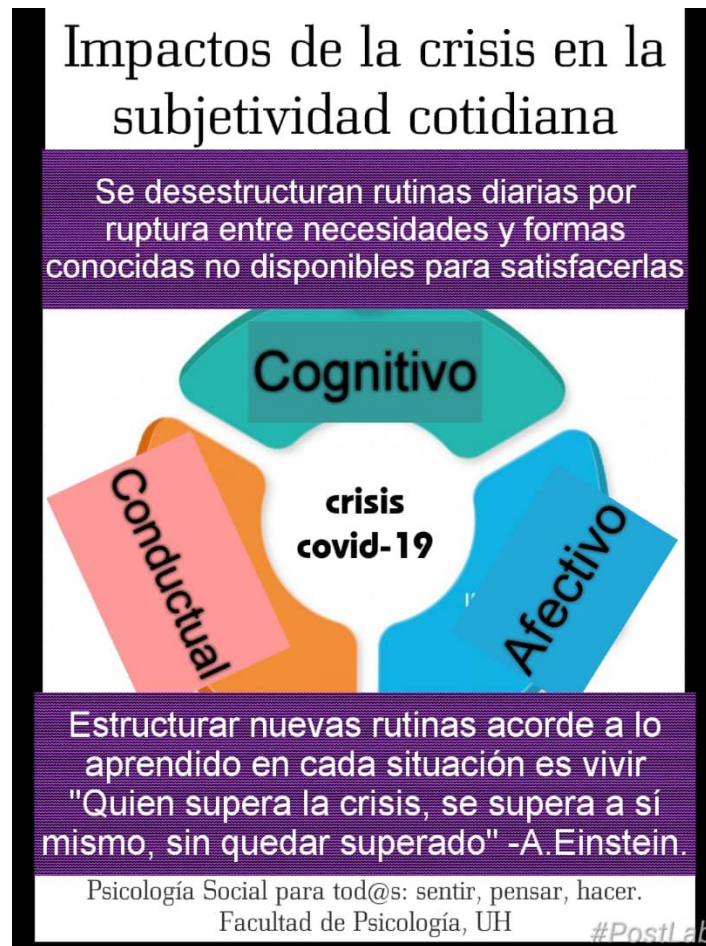 Impactos de la crisis en la
subjetividad cotidiana
Se desestructuran rutinas diarias por
ruptura entre necesidades y formas
conocidas no disponibles para satisfacerlas
Cognitivo
crisis
covid-19
Conductual
Afectivo
Estructurar nuevas rutinas acorde a lo
aprendido en cada situación es vivir
"Quien supera la crisis, se supera a sí
mismo, sin quedar superado" -A.Einstein.
Psicología Social para tod@s: sentir, pensar, hacer.
Facultad de Psicología, UH